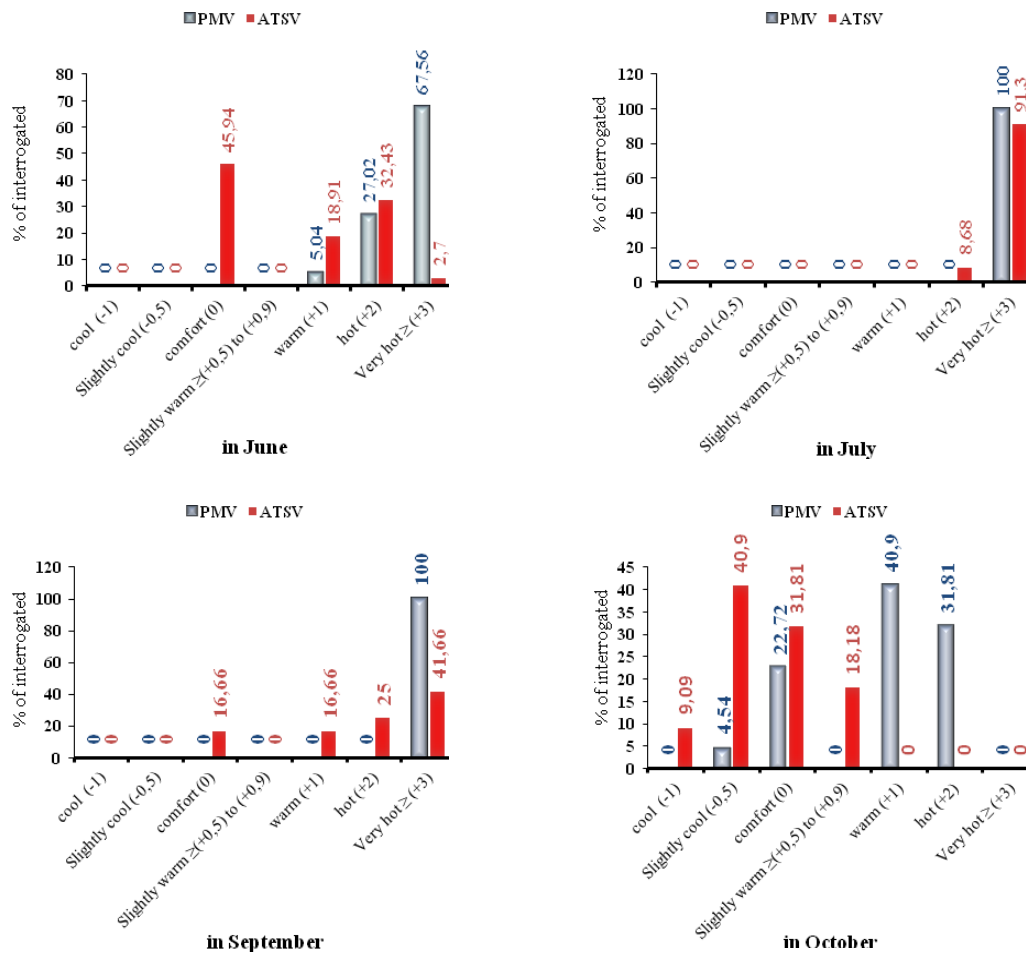 PMV ATSV
% of interrogated
80
70
60
50
40
30
20
10
0
0 0 0 0 0 45,94 0 0 5,04 18,91 27,02 32,43 67,56 2,7
cool (-1)
Slightly cool (-0,5)
comfort (0)
Slightly warm ≥(+0,5) to (+0,9)
warm (+1)
hot (+2)
Very hot ≥ (+3)
in June
PMV ATSV
% of interrogated
120
100
80
60
40
20
0
0 0 0 0 0 0 0 0 0 0 0 8,68 100 91,3
cool (-1)
Slightly cool (-0,5)
comfort (0)
Slightly warm ≥(+0,5) to (+0,9)
warm (+1)
hot (+2)
Very hot ≥ (+3)
in July
PMV ATSV
% of interrogated
120
100
80
60
40
20
0
0 0 0 0 0 16,66 0 0 0 16,66 0 25 100 41,66
cool (-1)
Slightly cool (-0,5)
comfort (0)
Slightly warm ≥(+0,5) to (+0,9)
warm (+1)
hot (+2)
Very hot ≥ (+3)
in September
PMV ATSV
% of interrogated
45
40
35
30
25
20
15
10
5
0
0 9,09 4,54 40,9 22,72 31,81 0 18,18 40,9 0 31,81 0 0 0
cool (-1)
Slightly cool (-0,5)
comfort (0)
Slightly warm ≥(+0,5) to (+0,9)
warm (+1)
hot (+2)
Very hot ≥ (+3)
in October